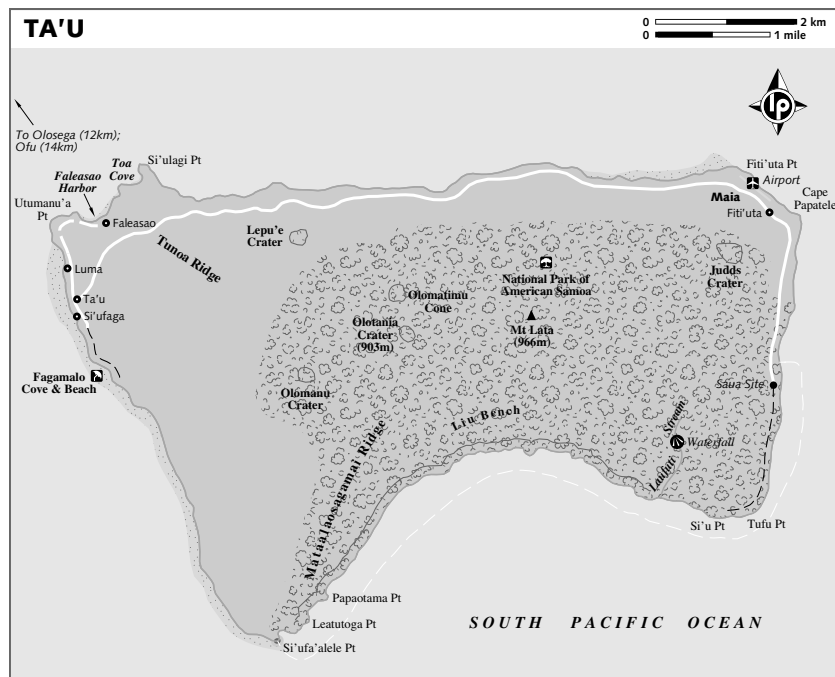 TA'U
0 2 km
0 1 mile
lp
To Olosega (12km);
Ofu (14km)
Faleasao
Harbor
Toa
Cove
Si'ulagi Pt
Utumanu'a
Pt
Faleasao
Luma
Ta'u
Si'ufaga
Fagamalo
Cove & Beach
Tunoa Ridge
Lepu'e
Crater
Fiti'uta Pt
Airport
Cape
Papatele
Maia
Fiti'uta
National Park of
American Samoa
Judds
Crater
Olomatimu
Cone
Olotania
Crater
(903m)
Mt Lata
(966m)
Olomanu
Crater
Saua Site
Liu Bench
Laufuti Stream
Waterfall
Mataalaosagamai Ridge
Si'u Pt
Tufu Pt
Papaotama Pt
Leatutoga Pt
Si'ufa'alele Pt
SOUTH PACIFIC OCEAN